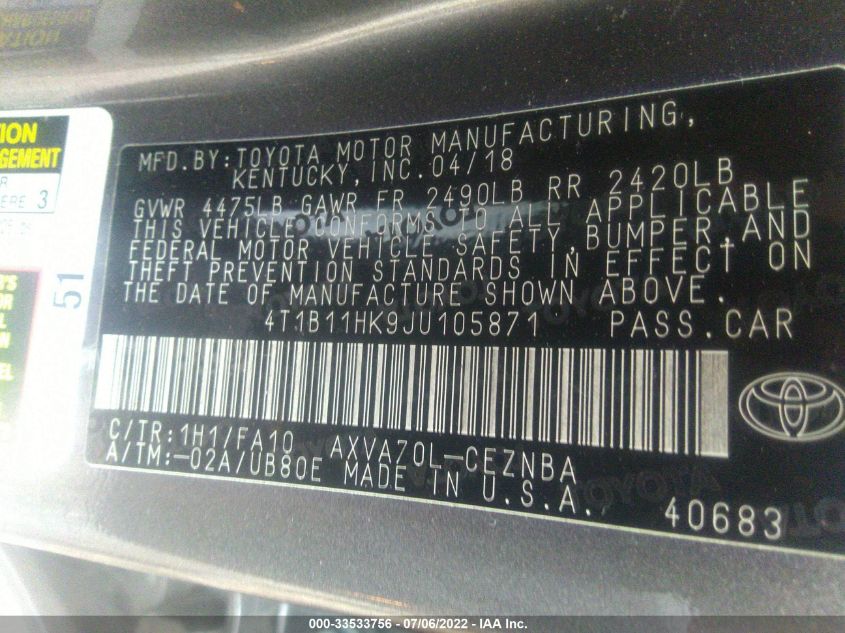 TION
GEMENT
ERE 3
51
MFD.BY:TOYOTA MOTOR MANUFACTURING,
KENTUCKY,INC.04/18
GVWR 4475LB GAWR FR 2490LB RR 2420LB
THIS VEHICLE CONFORMS TO ALL APPLICABLE
FEDERAL MOTOR VEHICLE SAFETY,BUMPER,AND
THEFT PREVENTION STANDARDS IN EFFECT ON
THE DATE OF MANUFACTURE SHOWN ABOVE.
4T1B11HK9JU105871 PASS.CAR
C/TR:1H1/FA10 AXVA70L-CEZNBA
A/TM:-02A/UB80E MADE IN U.S.A.
40683
000-33533756 - 07/06/2022 - © IAA Inc.